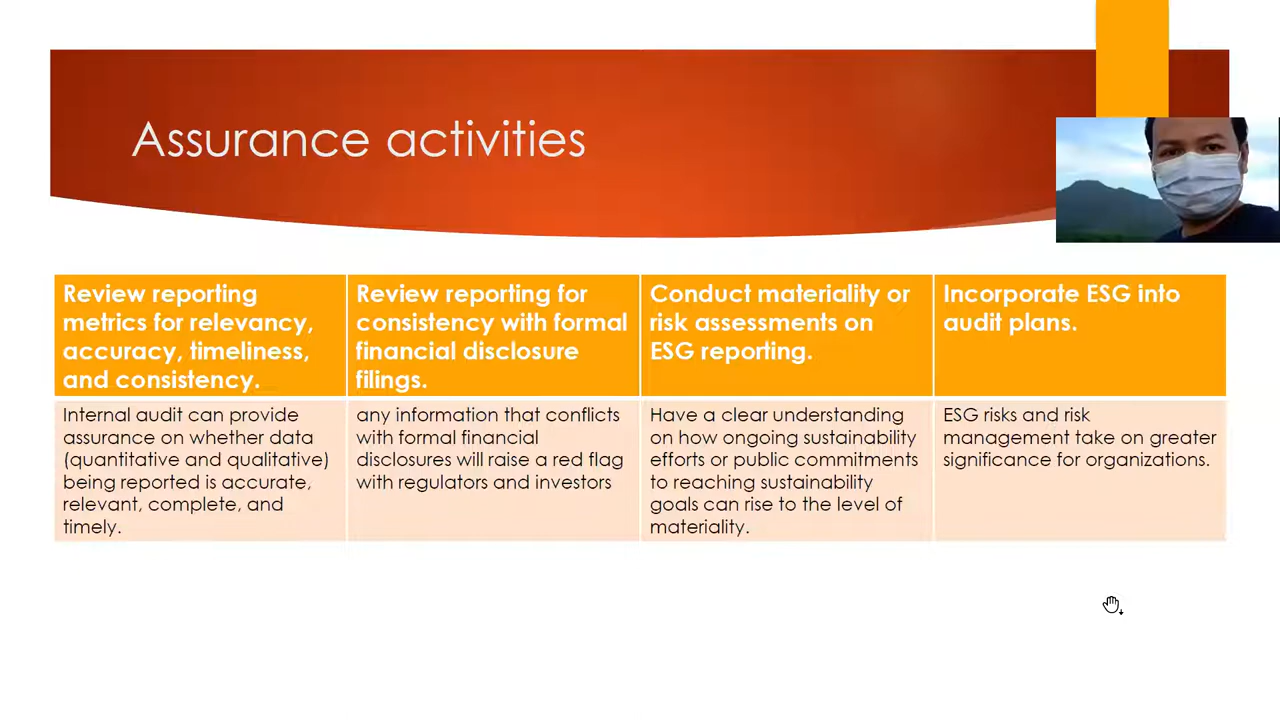 Assurance activities
Review reporting
metrics for relevancy,
accuracy, timeliness,
and consistency.
Review reporting for
consistency with formal
financial disclosure
filings.
Conduct materiality or
risk assessments on
ESG reporting.
Incorporate ESG into
audit plans.
Internal audit can provide
assurance on whether data
(quantitative and qualitative)
being reported is accurate,
relevant, complete, and
timely.
any information that conflicts
with formal financial
disclosures will raise a red flag
with regulators and investors
Have a clear understanding
on how ongoing sustainability
efforts or public commitments
to reaching sustainability
goals can rise to the level of
materiality.
ESG risks and risk
management take on greater
significance for organizations.